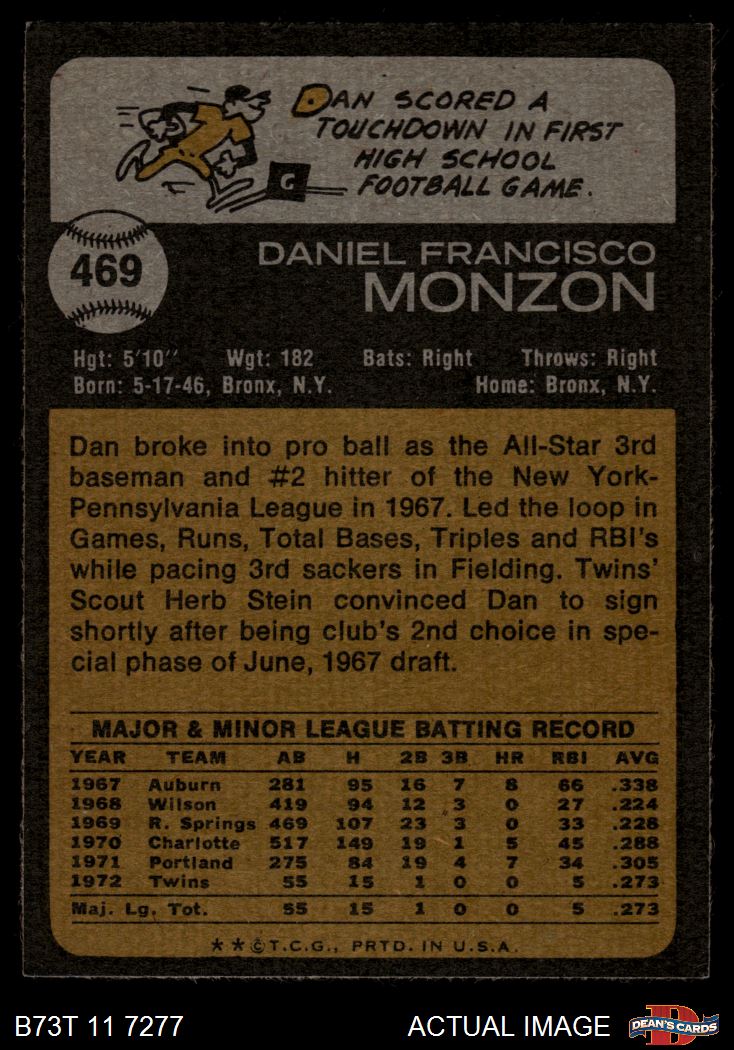 DAN SCORED A
TOUCHDOWN IN FIRST
HIGH SCHOOL
FOOTBALL GAME.
G
469
DANIEL FRANCISCO
MONZON
Hgt: 5'10" Wgt: 182 Bats: Right Throws: Right
Born: 5-17-46, Bronx, N.Y. Home: Bronx, N.Y.
Dan broke into pro ball as the All-Star 3rd
baseman and #2 hitter of the New York-
Pennsylvania League in 1967. Led the loop in
Games, Runs, Total Bases, Triples and RBI's
while pacing 3rd sackers in Fielding. Twins'
Scout Herb Stein convinced Dan to sign
shortly after being club's 2nd choice in spe-
cial phase of June, 1967 draft.
MAJOR & MINOR LEAGUE BATTING RECORD
YEAR TEAM AB H 2B 3B HR RBI AVG
1967 Auburn 281 95 16 7 8 66 .338
1968 Wilson 419 94 12 3 0 27 .224
1969 R. Springs 469 107 23 3 0 33 .228
1970 Charlotte 517 149 19 1 5 45 .288
1971 Portland 275 84 19 4 7 34 .305
1972 Twins 55 15 1 0 0 5 .273
Maj. Lg. Tot. 55 15 1 0 0 5 .273
★★©T.C.G., PRTD. IN U.S.A.
B73T 11 7277 ACTUAL IMAGE DEAN'S CARDS